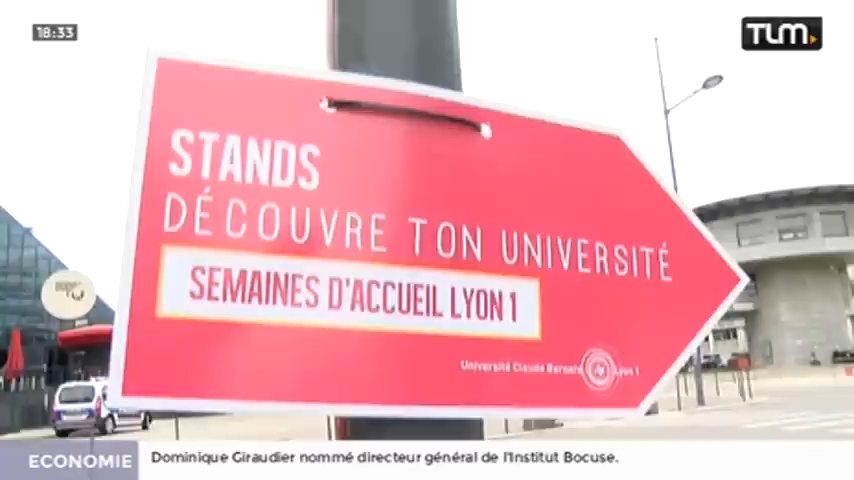 18:33
TLM
STANDS
DÉCOUVRE TON UNIVERSITÉ
SEMAINES D'ACCUEIL LYON 1
Université Claude Bernard Lyon 1
ECONOMIE
Dominique Giraudier nommé directeur général de l'Institut Bocuse.